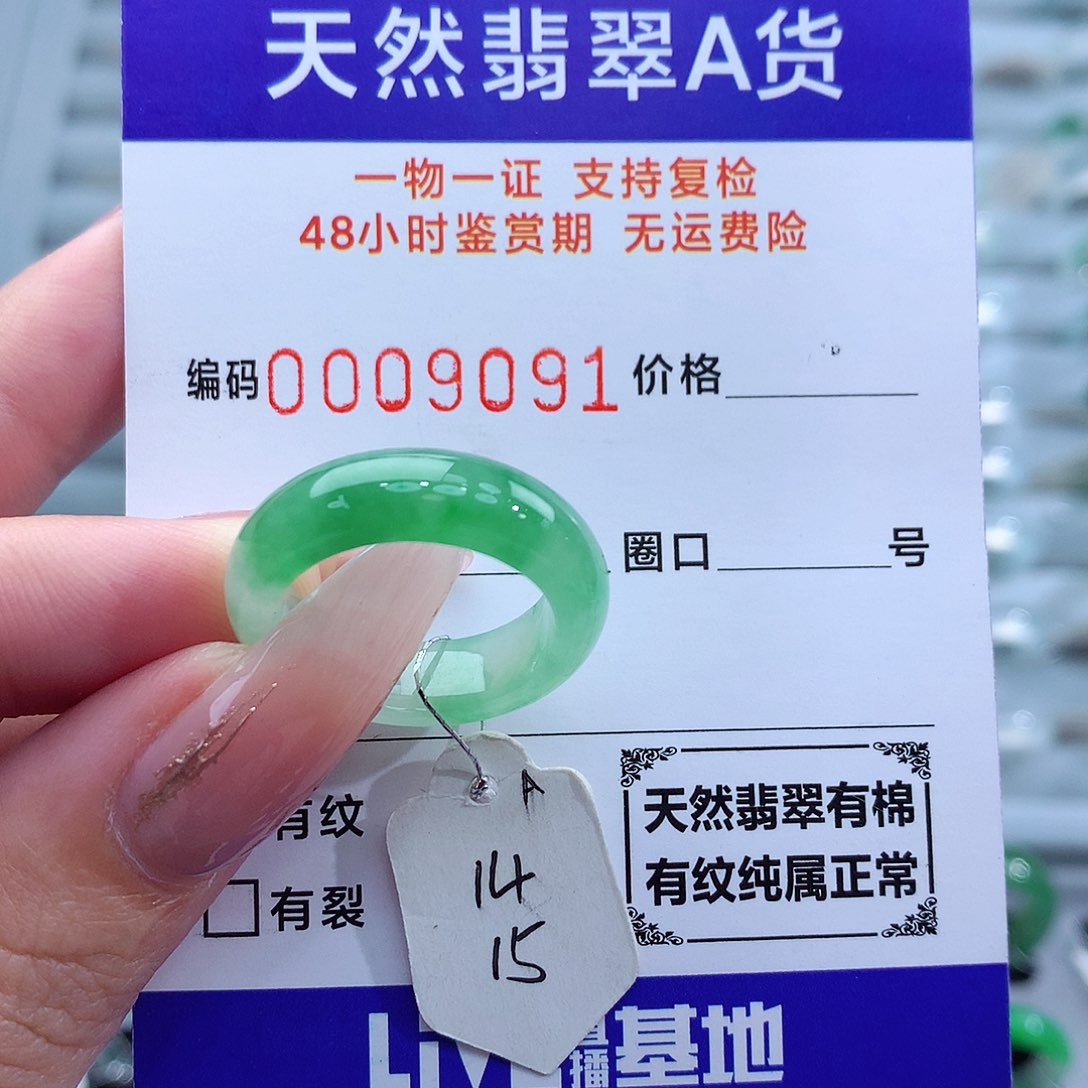 天然翡翠A货
一物一证 支持复检
48小时鉴赏期 无运费险
编码0009091 价格
圈口 号
有纹
有裂
天然翡翠有棉
有纹纯属正常
A
14
15
播基地